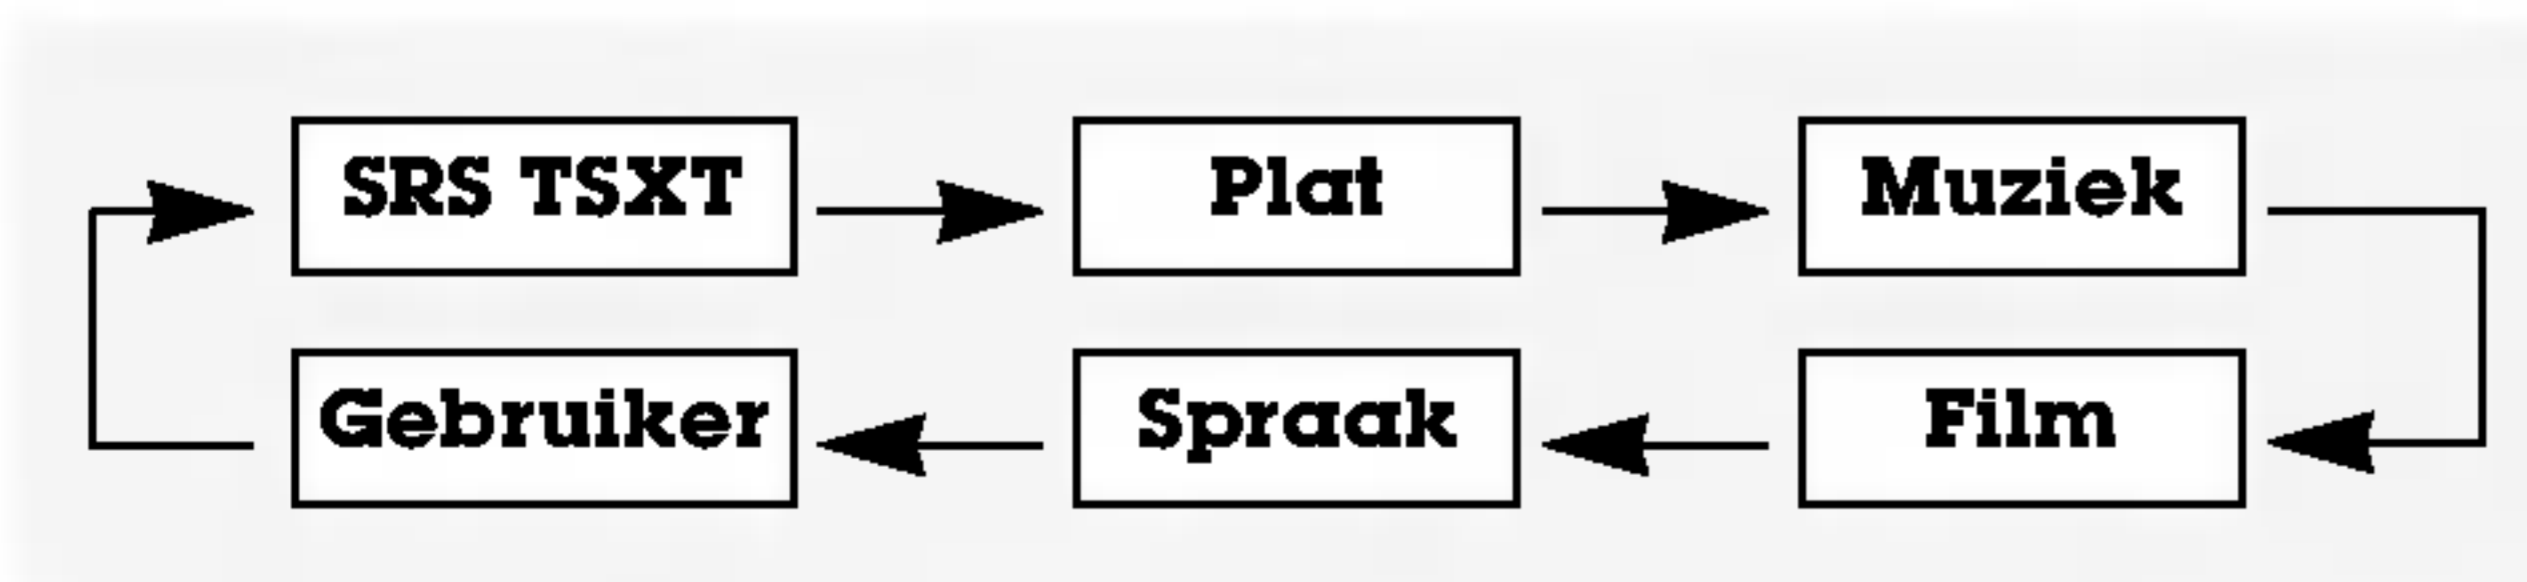 SRS TSXT
Plat
Muziek
Gebruiker
Spraak
Film